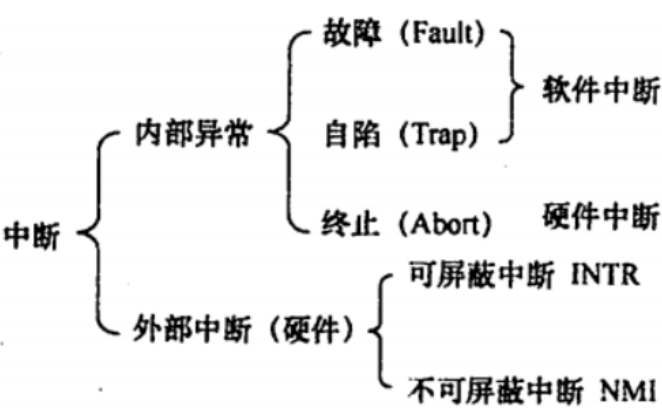 故障（Fault）
软件中断
内部异常
自陷（Trap）
终止（Abort）
硬件中断
中断
可屏蔽中断 INTR
外部中断（硬件）
不可屏蔽中断 NMI